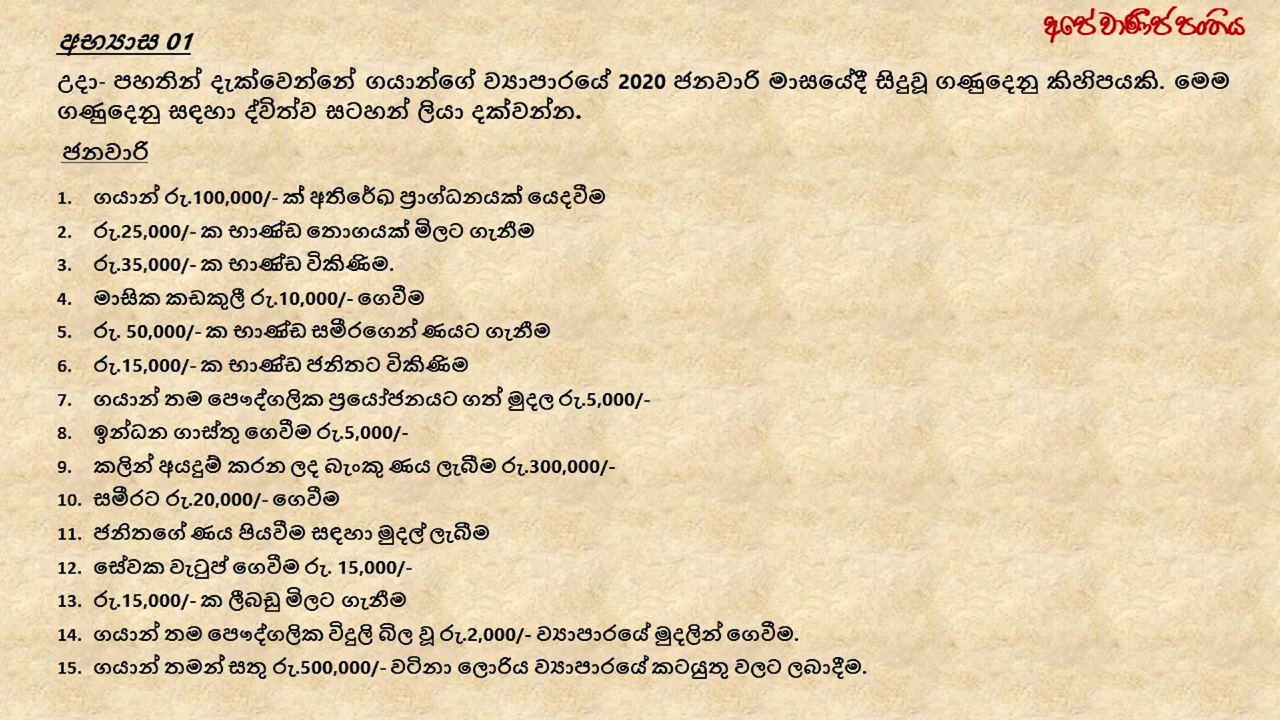 අපේ වාණිජ පංතිය
අභ්‍යාස 01
උදා- පහතින් දැක්වෙන්නේ ගයාන්ගේ ව්‍යාපාරයේ 2020 ජනවාරි මාසයේදී සිදුවූ ගණුදෙනු කිහිපයකි. මෙම
ගණුදෙනු සඳහා ද්විත්ව සටහන් ලියා දක්වන්න.
ජනවාරි
1. ගයාන් රු.100,000/- ක් අතිරේඛ ප්‍රාග්ධනයක් යෙදවීම
2. රු.25,000/- ක භාණ්ඩ තොගයක් මිලට ගැනීම
3. රු.35,000/- ක භාණ්ඩ විකිණිම.
4. මාසික කඩකුලී රු.10,000/- ගෙවීම
5. රු. 50,000/- ක භාණ්ඩ සමීරගෙන් ණයට ගැනීම
6. රු.15,000/- ක භාණ්ඩ ජනිතට විකිණිම
7. ගයාන් තම පෞද්ගලික ප්‍රයෝජනයට ගත් මුදල රු.5,000/-
8. ඉන්ධන ගාස්තු ගෙවීම රු.5,000/-
9. කලින් අයදුම් කරන ලද බැංකු ණය ලැබීම රු.300,000/-
10. සමීරට රු.20,000/- ගෙවීම
11. ජනිතගේ ණය පියවීම සඳහා මුදල් ලැබීම
12. සේවක වැටුප් ගෙවීම රු. 15,000/-
13. රු.15,000/- ක ලීබඩු මිලට ගැනීම
14. ගයාන් තම පෞද්ගලික විදුලි බිල වූ රු.2,000/- ව්‍යාපාරයේ මුදලින් ගෙවීම.
15. ගයාන් තමන් සතු රු.500,000/- වටිනා ලොරිය ව්‍යාපාරයේ කටයුතු වලට ලබාදීම.